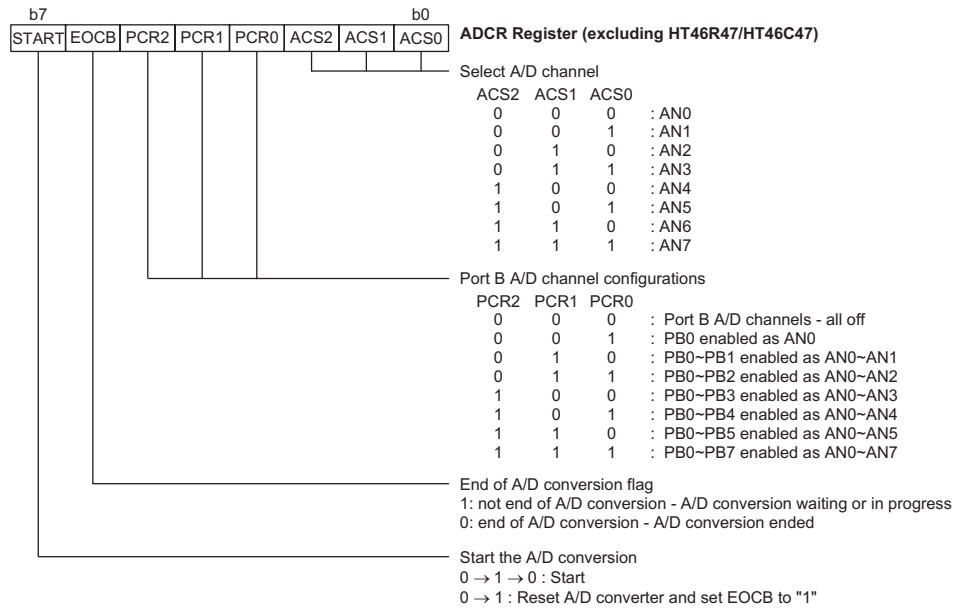 b7 b0
START EOCB PCR2 PCR1 PCR0 ACS2 ACS1 ACS0
ADCR Register (excluding HT46R47/HT46C47)
Select A/D channel
ACS2 ACS1 ACS0
0 0 0 : AN0
0 0 1 : AN1
0 1 0 : AN2
0 1 1 : AN3
1 0 0 : AN4
1 0 1 : AN5
1 1 0 : AN6
1 1 1 : AN7
Port B A/D channel configurations
PCR2 PCR1 PCR0
0 0 0 : Port B A/D channels - all off
0 0 1 : PB0 enabled as AN0
0 1 0 : PB0~PB1 enabled as AN0~AN1
0 1 1 : PB0~PB2 enabled as AN0~AN2
1 0 0 : PB0~PB3 enabled as AN0~AN3
1 0 1 : PB0~PB4 enabled as AN0~AN4
1 1 0 : PB0~PB5 enabled as AN0~AN5
1 1 1 : PB0~PB7 enabled as AN0~AN7
End of A/D conversion flag
1: not end of A/D conversion - A/D conversion waiting or in progress
0: end of A/D conversion - A/D conversion ended
Start the A/D conversion
0 → 1 → 0 : Start
0 → 1 : Reset A/D converter and set EOCB to "1"